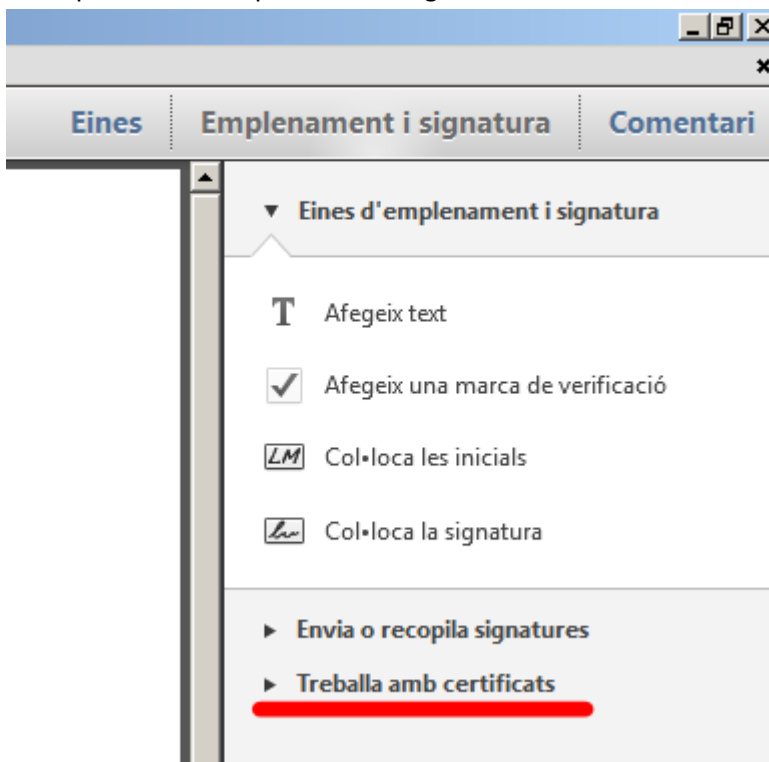 Eines Emplenament i signatura Comentari
Eines d'emplenament i signatura
T Afegeix text
Afegeix una marca de verificació
LM Col•loca les inicials
Col•loca la signatura
Envia o recopila signatures
Treballa amb certificats